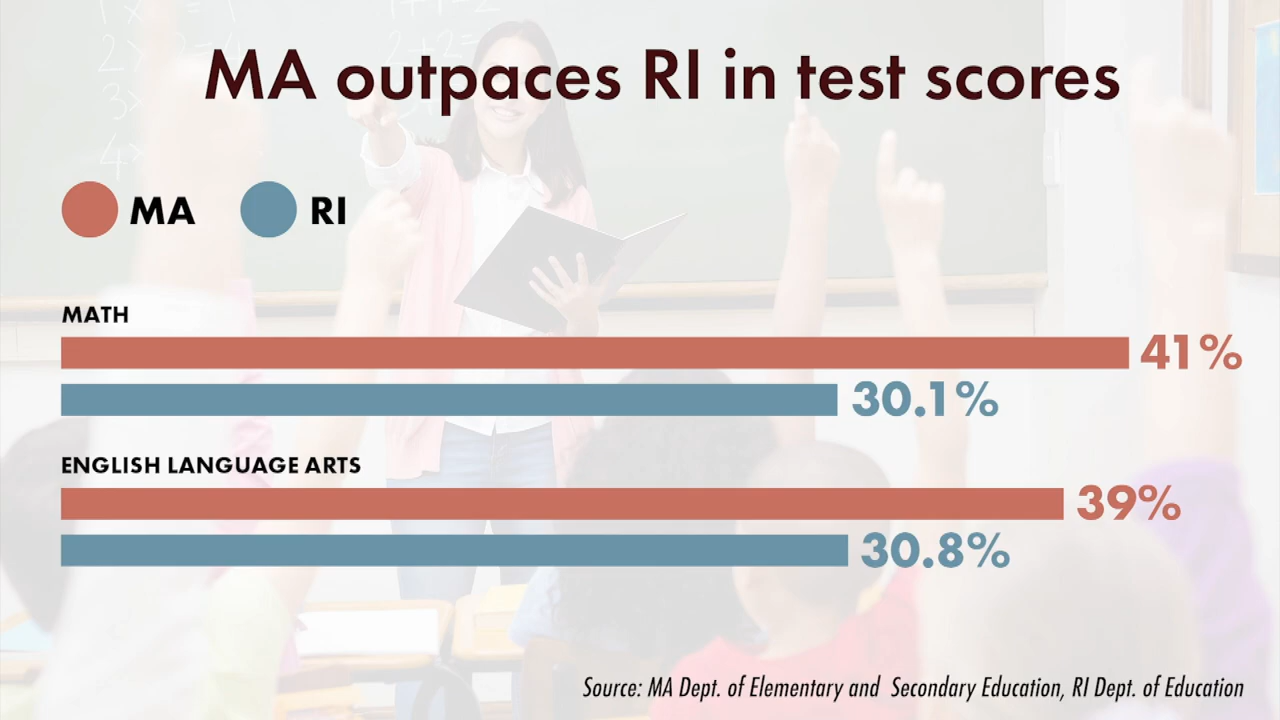 MA outpaces RI in test scores
MA RI
MATH
41%
30.1%
ENGLISH LANGUAGE ARTS
39%
30.8%
Source: MA Dept. of Elementary and Secondary Education, RI Dept. of Education